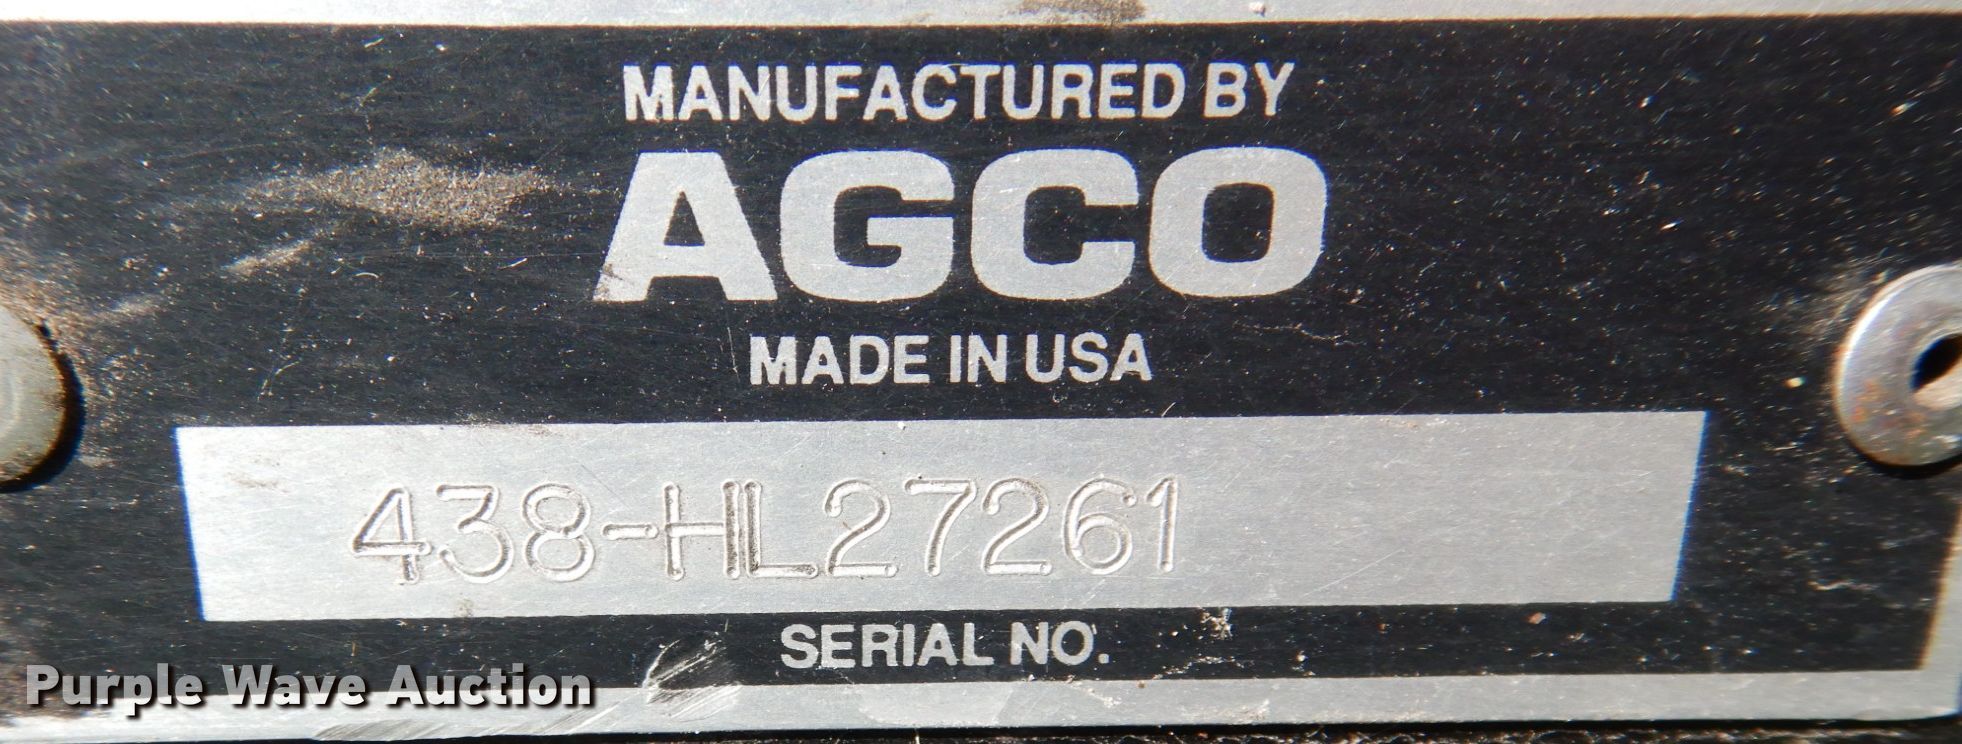 MANUFACTURED BY
AGCO
MADE IN USA
438-HL27261
SERIAL NO.
Purple Wave Auction